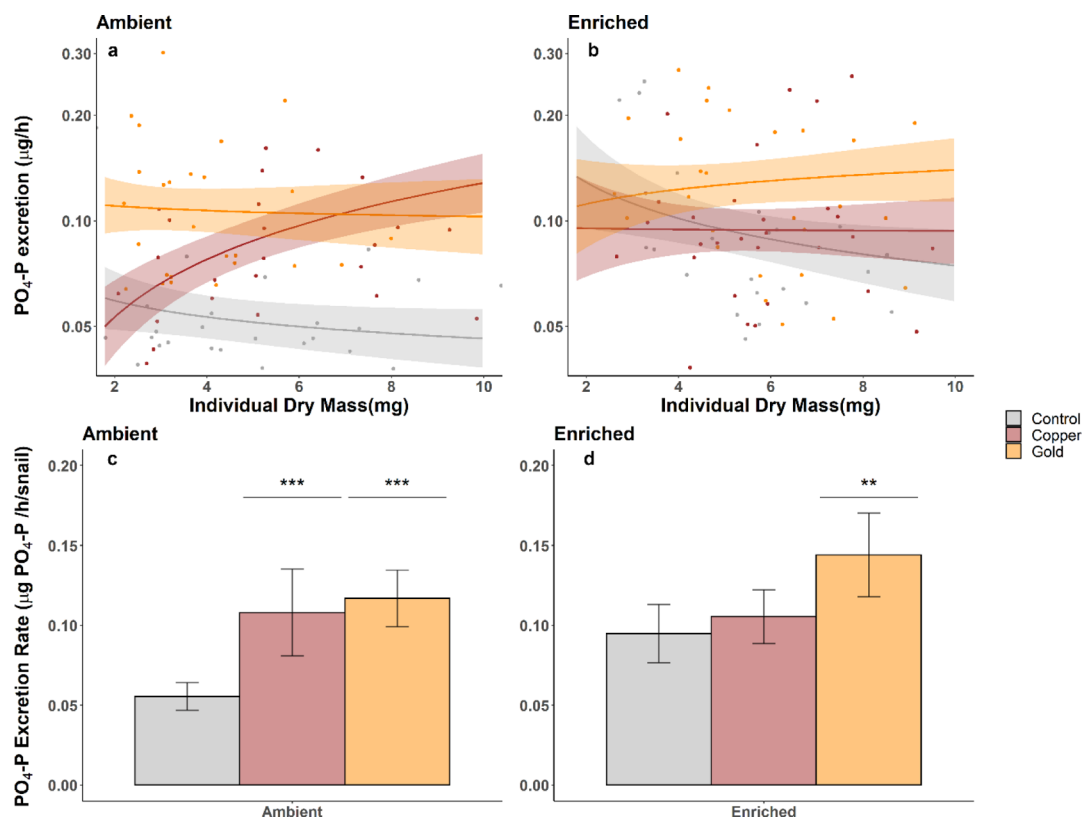 Ambient
a
0.30
0.20
0.10
0.05
PO₄-P excretion (μg/h)
2 4 6 8 10
Individual Dry Mass(mg)
Enriched
b
0.30
0.20
0.10
0.05
2 4 6 8 10
Individual Dry Mass(mg)
Control
Copper
Gold
Ambient
c
0.20
0.15
0.10
0.05
0.00
PO₄-P Excretion Rate (μg PO₄-P /h/snail)
*** ***
Ambient
Enriched
d
0.20
0.15
0.10
0.05
0.00
**
Enriched